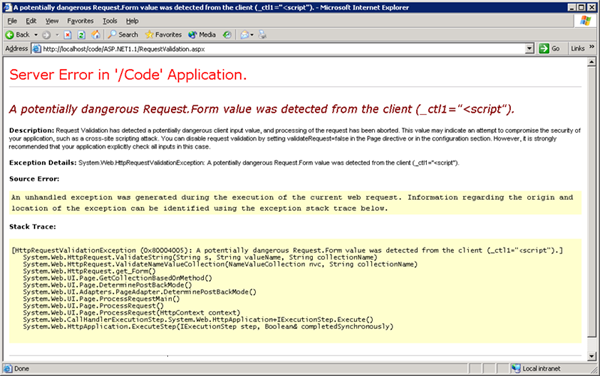 A potentially dangerous Request.Form value was detected from the client (_ctl1="<script"). - Microsoft Internet Explorer
File Edit View Favorites Tools Help
Back Search Favorites Media
Address http://localhost/code/ASP.NET1.1/RequestValidation.aspx Go Links »
Server Error in '/Code' Application.
A potentially dangerous Request.Form value was detected from the client (_ctl1="<script").
Description: Request Validation has detected a potentially dangerous client input value, and processing of the request has been aborted. This value may indicate an attempt to compromise the security of
your application, such as a cross-site scripting attack. You can disable request validation by setting validateRequest=false in the Page directive or in the configuration section. However, it is strongly
recommended that your application explicitly check all inputs in this case.
Exception Details: System.Web.HttpRequestValidationException: A potentially dangerous Request.Form value was detected from the client (_ctl1="<script").
Source Error:
An unhandled exception was generated during the execution of the current web request. Information regarding the origin and
location of the exception can be identified using the exception stack trace below.
Stack Trace:
[HttpRequestValidationException (0x80004005): A potentially dangerous Request.Form value was detected from the client (_ctl1="<script").]
System.Web.HttpRequest.ValidateString(String s, String valueName, String collectionName)
System.Web.HttpRequest.ValidateNameValueCollection(NameValueCollection nvc, String collectionName)
System.Web.HttpRequest.get_Form()
System.Web.UI.Page.GetCollectionBasedOnMethod()
System.Web.UI.Page.DeterminePostBackMode()
System.Web.UI.Adapters.PageAdapter.DeterminePostBackMode()
System.Web.UI.Page.ProcessRequestMain()
System.Web.UI.Page.ProcessRequest()
System.Web.UI.Page.ProcessRequest(HttpContext context)
System.Web.CallHandlerExecutionStep.System.Web.HttpApplication+IExecutionStep.Execute()
System.Web.HttpApplication.ExecuteStep(IExecutionStep step, Boolean& completedSynchronously)
Done Local intranet